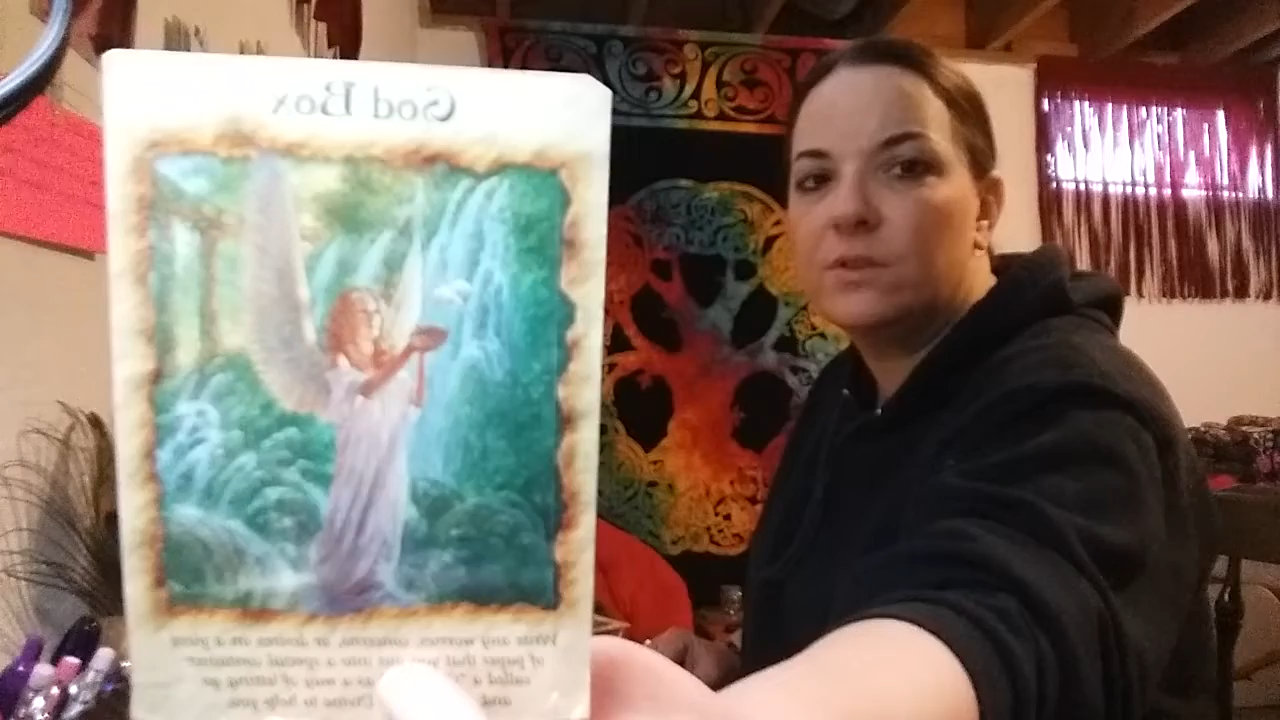 God Box
Write any worries, concerns, or desires on a piece
of paper that you put into a special container
called a as a way of letting go
and Divine to help you